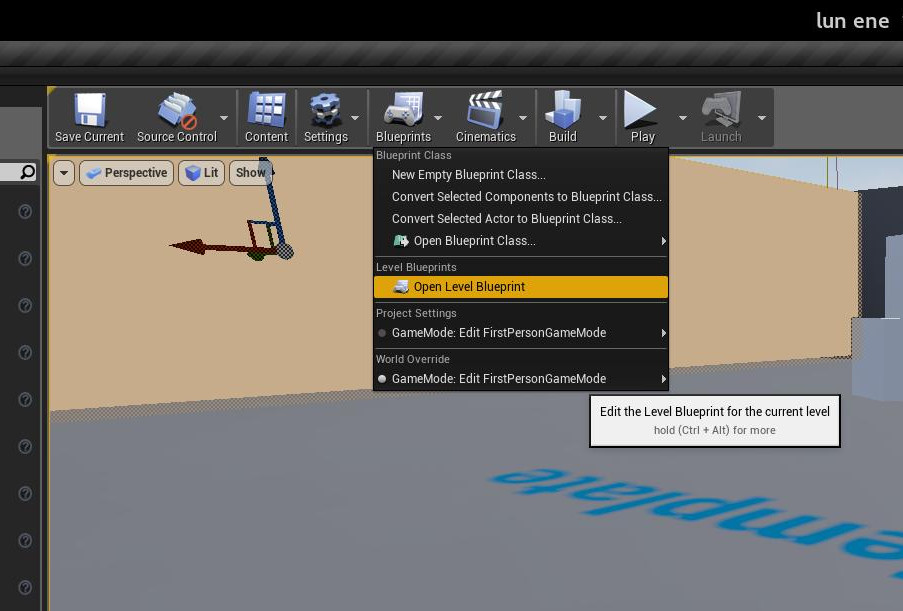 lun ene
Save Current
Source Control
Content
Settings
Blueprints
Cinematics
Build
Play
Launch
Perspective
Lit
Show
Blueprint Class
New Empty Blueprint Class...
Convert Selected Components to Blueprint Class...
Convert Selected Actor to Blueprint Class...
Open Blueprint Class...
Level Blueprints
Open Level Blueprint
Project Settings
GameMode: Edit FirstPersonGameMode
World Override
GameMode: Edit FirstPersonGameMode
Edit the Level Blueprint for the current level
hold (Ctrl + Alt) for more
emplate